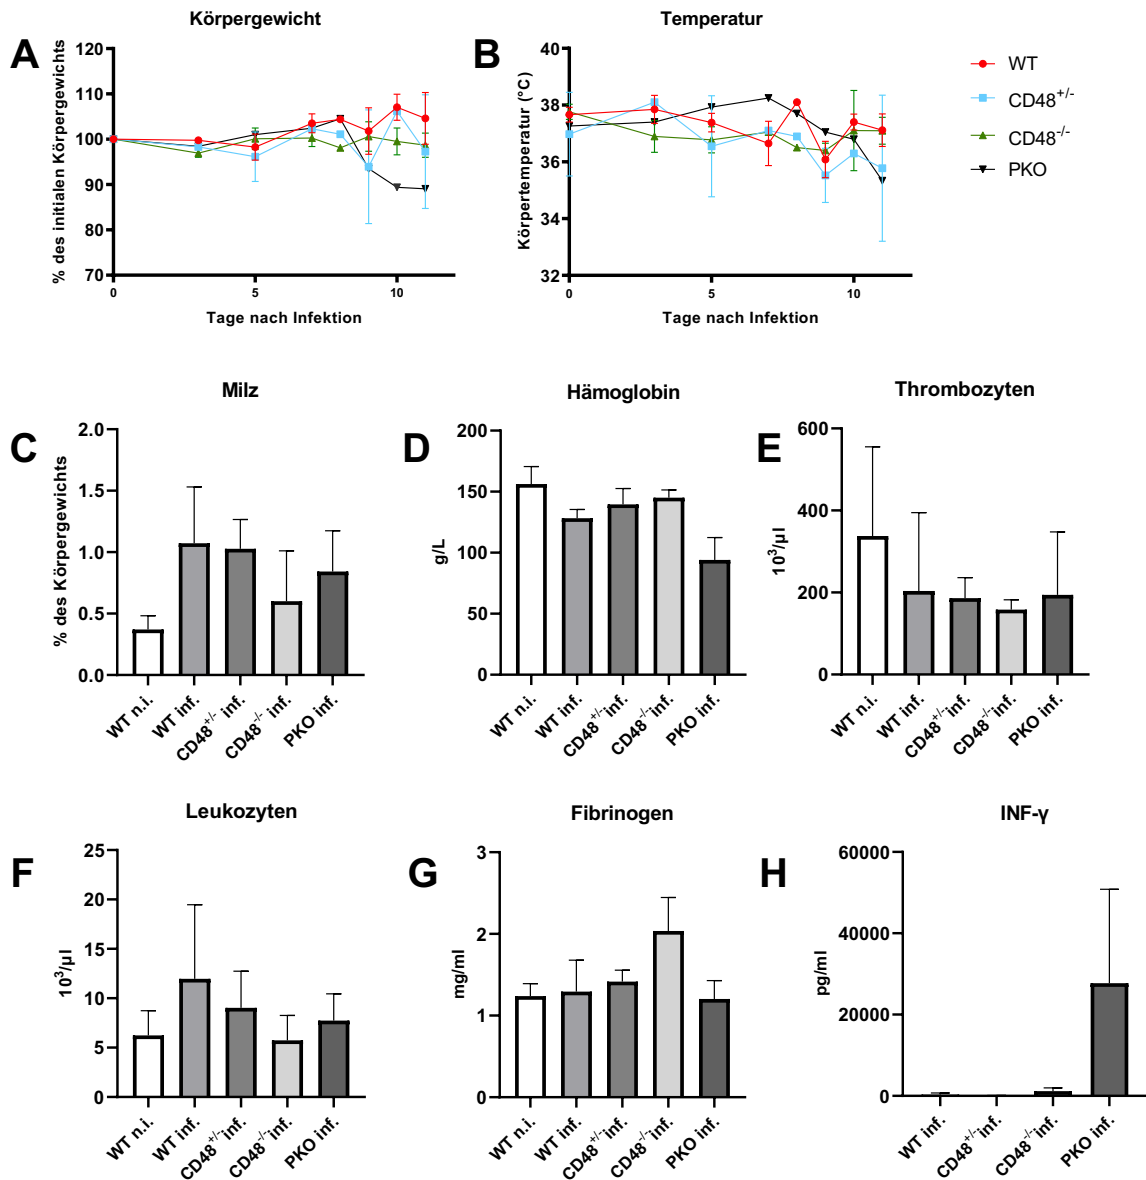 Körpergewicht
Temperatur
A
B
% des initialen Körpergewichts
120
110
100
90
80
70
0
5
10
Tage nach Infektion
Körpertemperatur (°C)
40
38
36
34
32
0
5
10
Tage nach Infektion
WT
CD48+/-
CD48-/-
PKO
Milz
Hämoglobin
Thrombozyten
C
D
E
% des Körpergewichts
2.0
1.5
1.0
0.5
0.0
WT n.i.
WT inf.
CD48+/- inf.
CD48-/- inf.
PKO inf.
g/L
200
150
100
50
0
WT n.i.
WT inf.
CD48+/- inf.
CD48-/- inf.
PKO inf.
10³/µl
600
400
200
0
WT n.i.
WT inf.
CD48+/- inf.
CD48-/- inf.
PKO inf.
Leukozyten
Fibrinogen
INF-γ
F
G
H
10³/µl
25
20
15
10
5
0
WT n.i.
WT inf.
CD48+/- inf.
CD48-/- inf.
PKO inf.
mg/ml
3
2
1
0
WT n.i.
WT inf.
CD48+/- inf.
CD48-/- inf.
PKO inf.
pg/ml
60000
40000
20000
0
WT inf.
CD48+/- inf.
CD48-/- inf.
PKO inf.